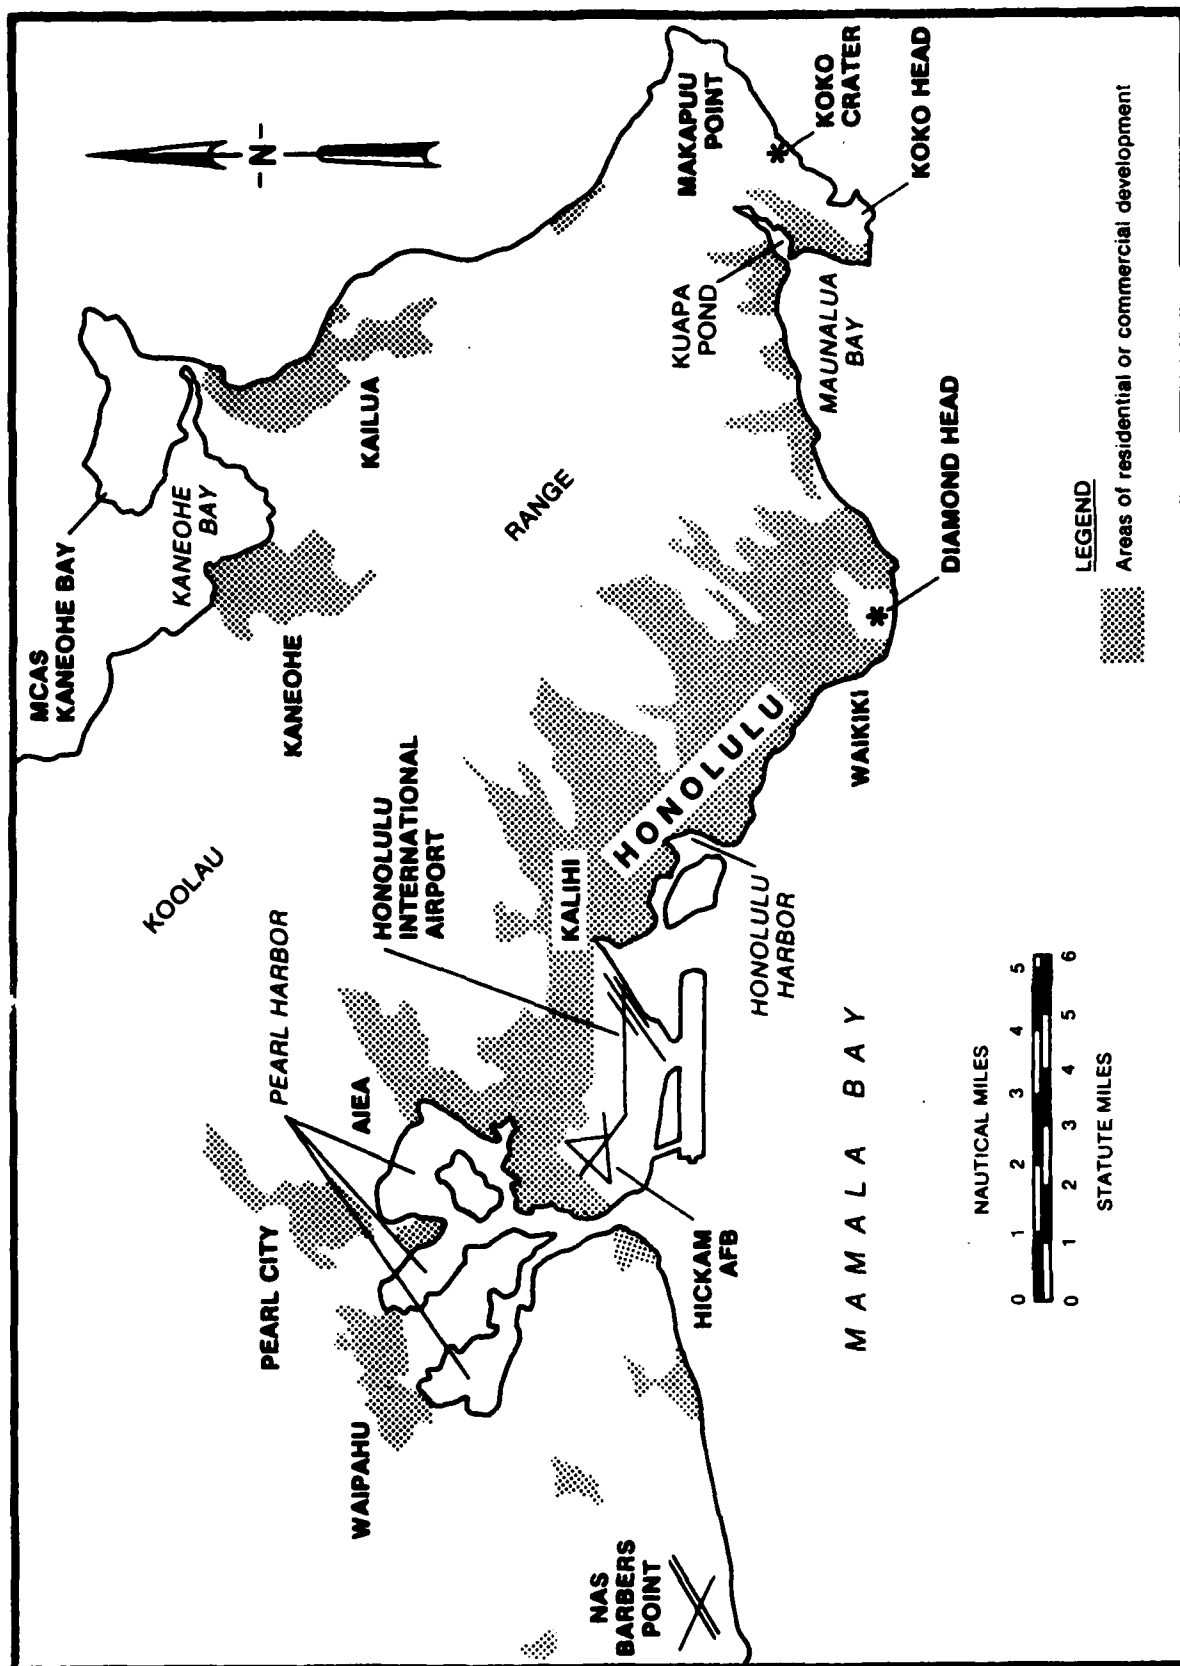 MCAS
KANEOHE BAY
KANEOHE
BAY
KANEOHE
KAILUA
-N-
KOOLAU
RANGE
PEARL HARBOR
HONOLULU
INTERNATIONAL
AIRPORT
AIEA
PEARL CITY
WAIPAHU
KALIHI
HONOLULU
HONOLULU
HARBOR
HICKAM
AFB
NAS
BARBERS
POINT
WAIKIKI
DIAMOND HEAD
MAUNALUA
BAY
KUAPA
POND
MAKAPUU
POINT
KOKO
CRATER
KOKO HEAD
MAMALA BAY
NAUTICAL MILES
0 1 2 3 4 5
0 1 2 3 4 5 6
STATUTE MILES
LEGEND
Areas of residential or commercial development